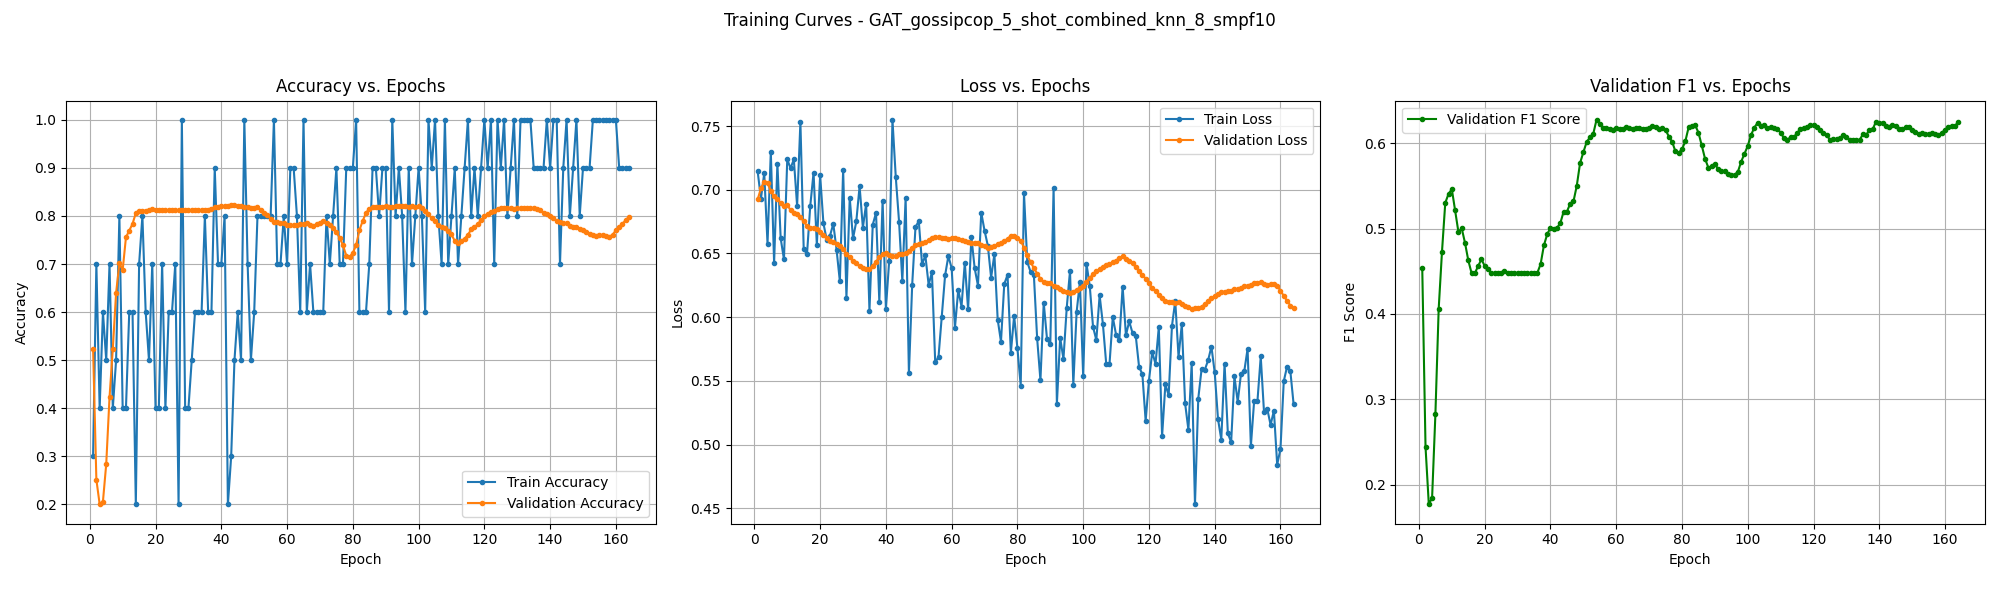 Training Curves - GAT_gossipcop_5_shot_combined_knn_8_smpf10
Accuracy vs. Epochs
1.0
0.9
0.8
0.7
0.6
0.5
0.4
0.3
0.2
Accuracy
Train Accuracy
Validation Accuracy
0 20 40 60 80 100 120 140 160
Epoch
Loss vs. Epochs
0.75
0.70
0.65
0.60
0.55
0.50
0.45
Loss
Train Loss
Validation Loss
0 20 40 60 80 100 120 140 160
Epoch
Validation F1 vs. Epochs
0.6
0.5
0.4
0.3
0.2
F1 Score
Validation F1 Score
0 20 40 60 80 100 120 140 160
Epoch